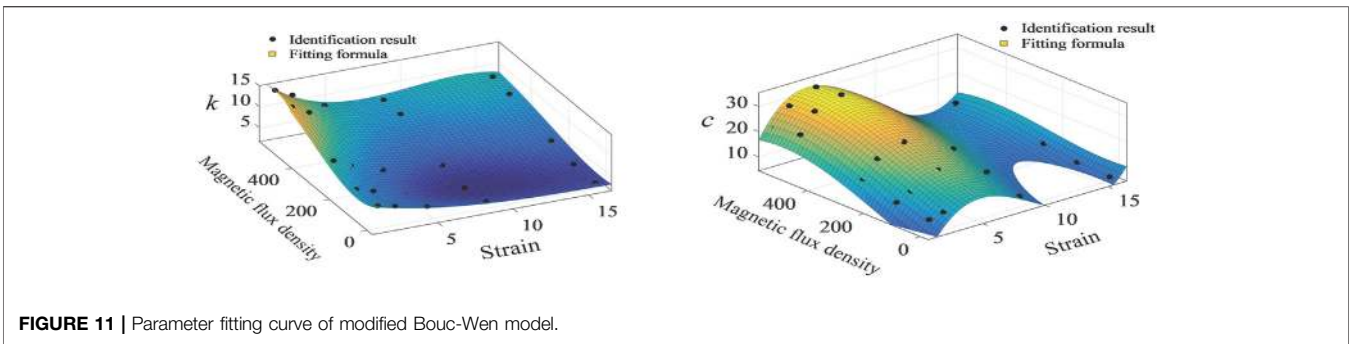 Identification result
Fitting formula
15
10
5
k
400
200
0
Magnetic flux density
5
10
15
Strain
Identification result
Fitting formula
30
20
10
c
400
200
0
Magnetic flux density
5
10
15
Strain
FIGURE 11 | Parameter fitting curve of modified Bouc-Wen model.